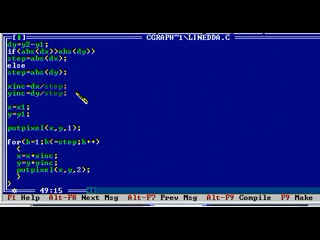 CGRAPH~1\LINEDDA.C
dy=y2-y1;
if(abs(dx)>abs(dy))
step=abs(dx);
else
step=abs(dy);
xinc=dx/step;
yinc=dy/step;
x=x1;
y=y1;
putpixel(x,y,1);
for(k=1;k<=step;k++)
{
x=x+xinc;
y=y+yinc;
putpixel(x,y,2);
}
}
49:15
F1 Help Alt-F8 Next Msg Alt-F7 Prev Msg Alt-F9 Compile F9 Make